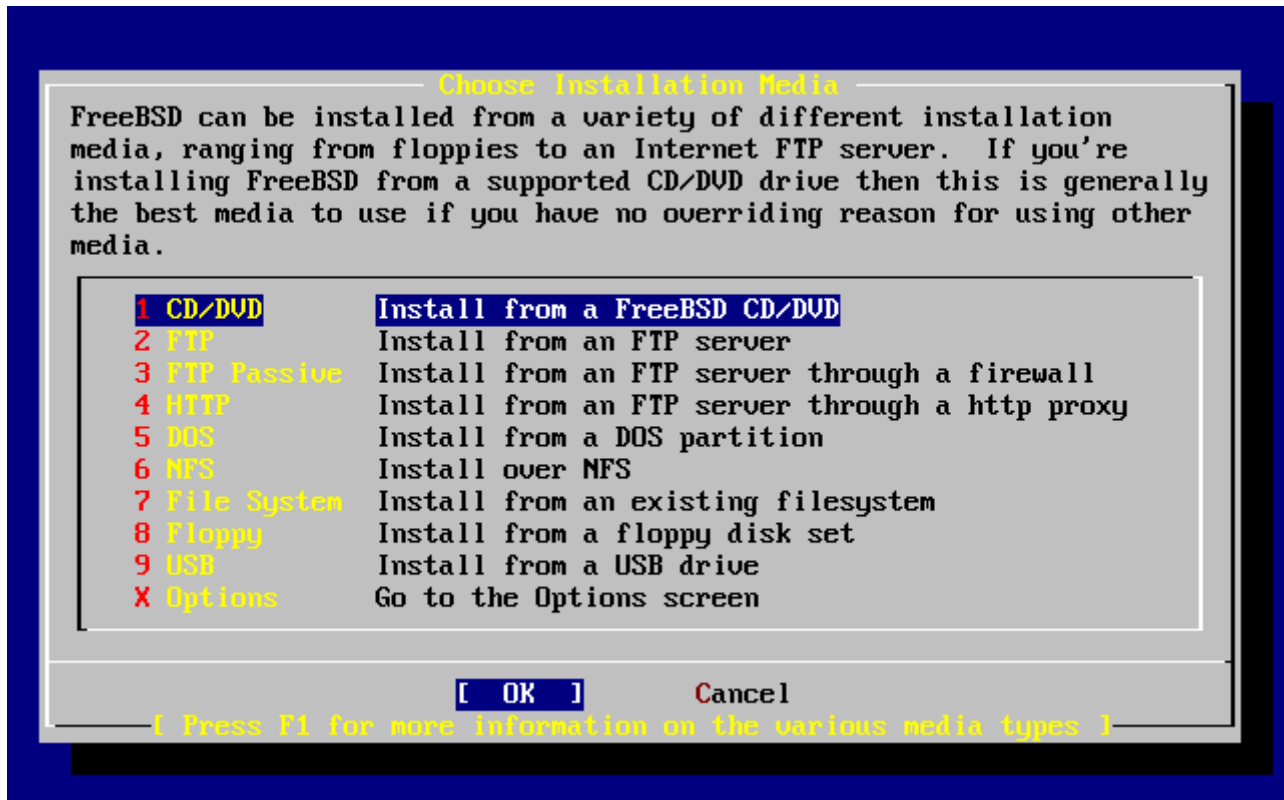 Choose Installation Media
FreeBSD can be installed from a variety of different installation
media, ranging from floppies to an Internet FTP server.  If you're
installing FreeBSD from a supported CD/DVD drive then this is generally
the best media to use if you have no overriding reason for using other
media.
1 CD/DVD Install from a FreeBSD CD/DVD
2 FTP Install from an FTP server
3 FTP Passive Install from an FTP server through a firewall
4 HTTP Install from an FTP server through a http proxy
5 DOS Install from a DOS partition
6 NFS Install over NFS
7 File System Install from an existing filesystem
8 Floppy Install from a floppy disk set
9 USB Install from a USB drive
X Options Go to the Options screen
[ OK ] Cancel
[ Press F1 for more information on the various media types ]